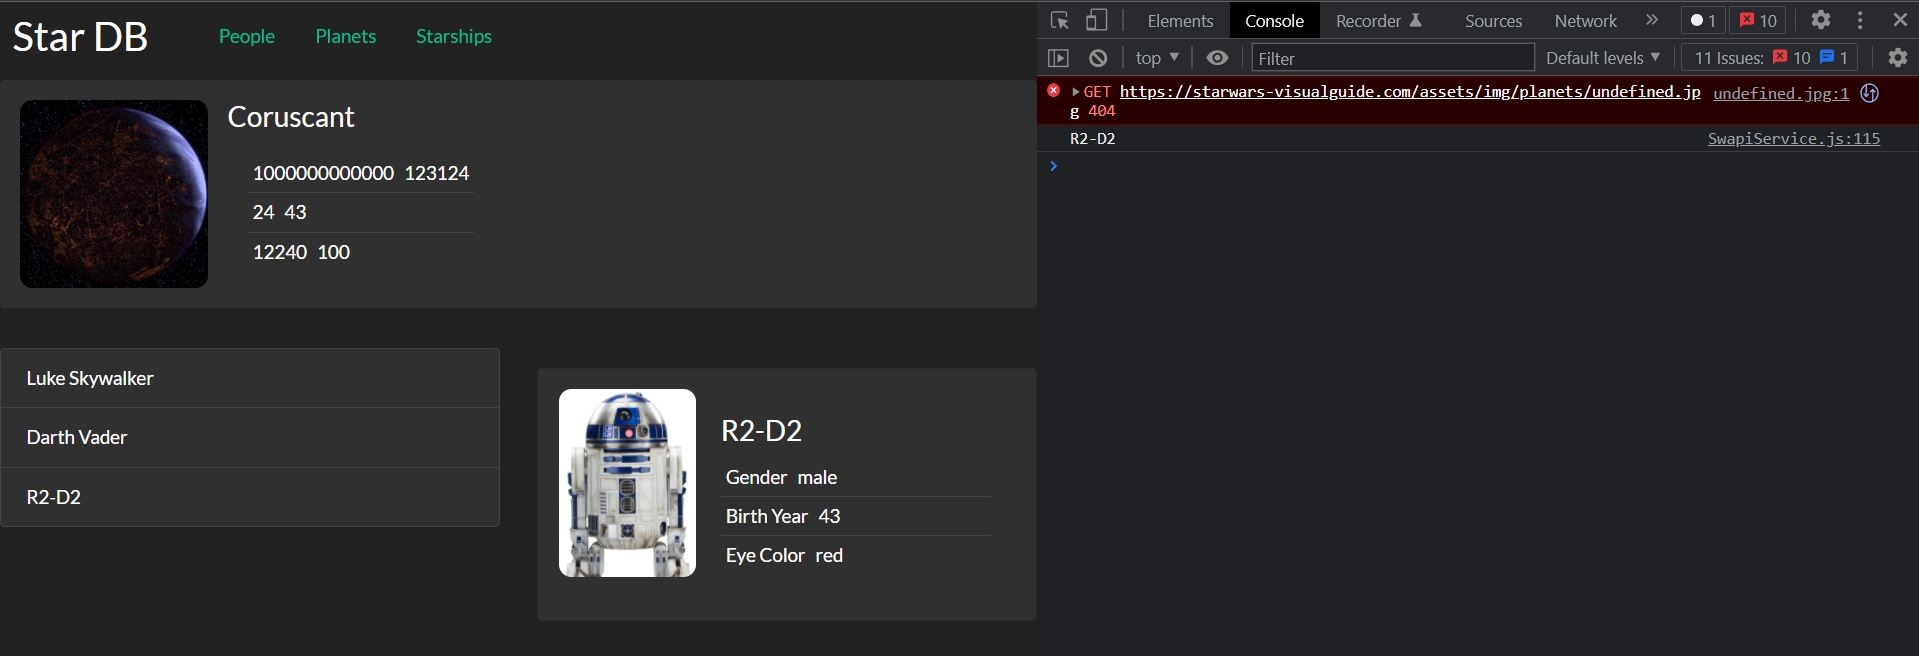 Star DB People Planets Starships
Coruscant
1000000000000 123124
24 43
12240 100
Luke Skywalker
Darth Vader
R2-D2
R2-D2
Gender male
Birth Year 43
Eye Color red
Elements Console Recorder Sources Network » 1 10
top ▼ Filter Default levels ▼ 11 Issues: 10 1
GET https://starwars-visualguide.com/assets/img/planets/undefined.jp undefined.jpg:1
g 404
R2-D2 SwapiService.js:115